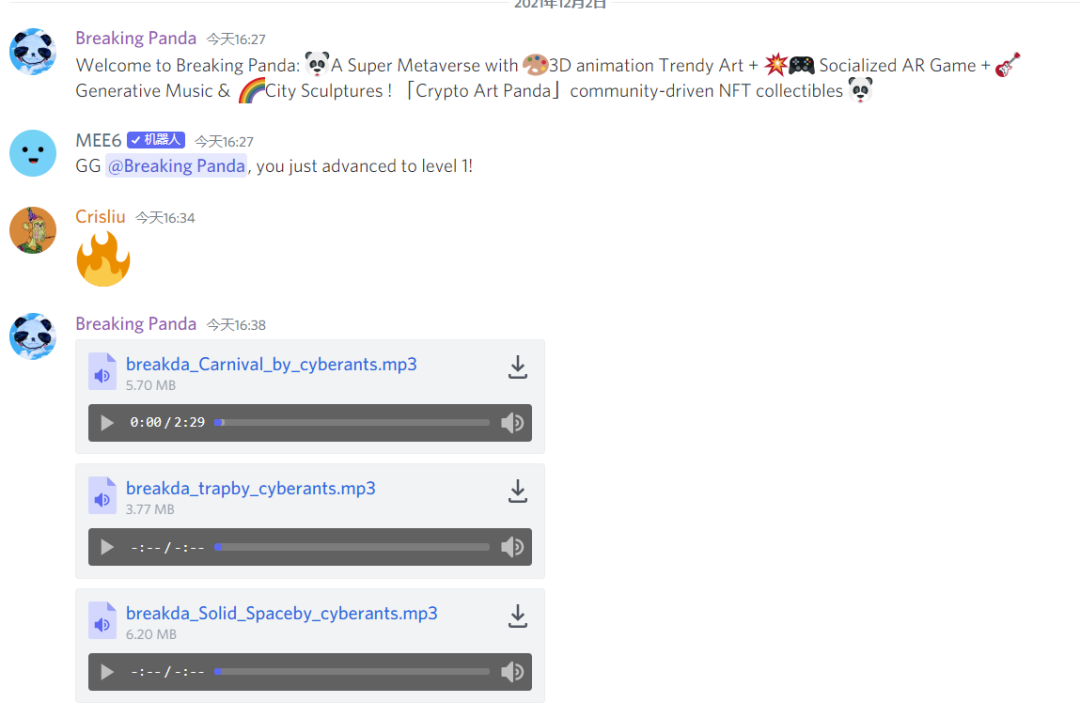 2021年12月2日
Breaking Panda 今天16:27
Welcome to Breaking Panda: 🐼A Super Metaverse with 🎨3D animation Trendy Art + 💥🎮 Socialized AR Game + 🎸
Generative Music & 🌈City Sculptures !「Crypto Art Panda」community-driven NFT collectibles 🐼
MEE6 ✓ 机器人 今天16:27
GG @Breaking Panda, you just advanced to level 1!
Crisliu 今天16:34
🔥
Breaking Panda 今天16:38
breakda_Carnival_by_cyberants.mp3
5.70 MB
0:00 / 2:29
breakda_trapby_cyberants.mp3
3.77 MB
-:-- / -:--
breakda_Solid_Spaceby_cyberants.mp3
6.20 MB
-:-- / -:--